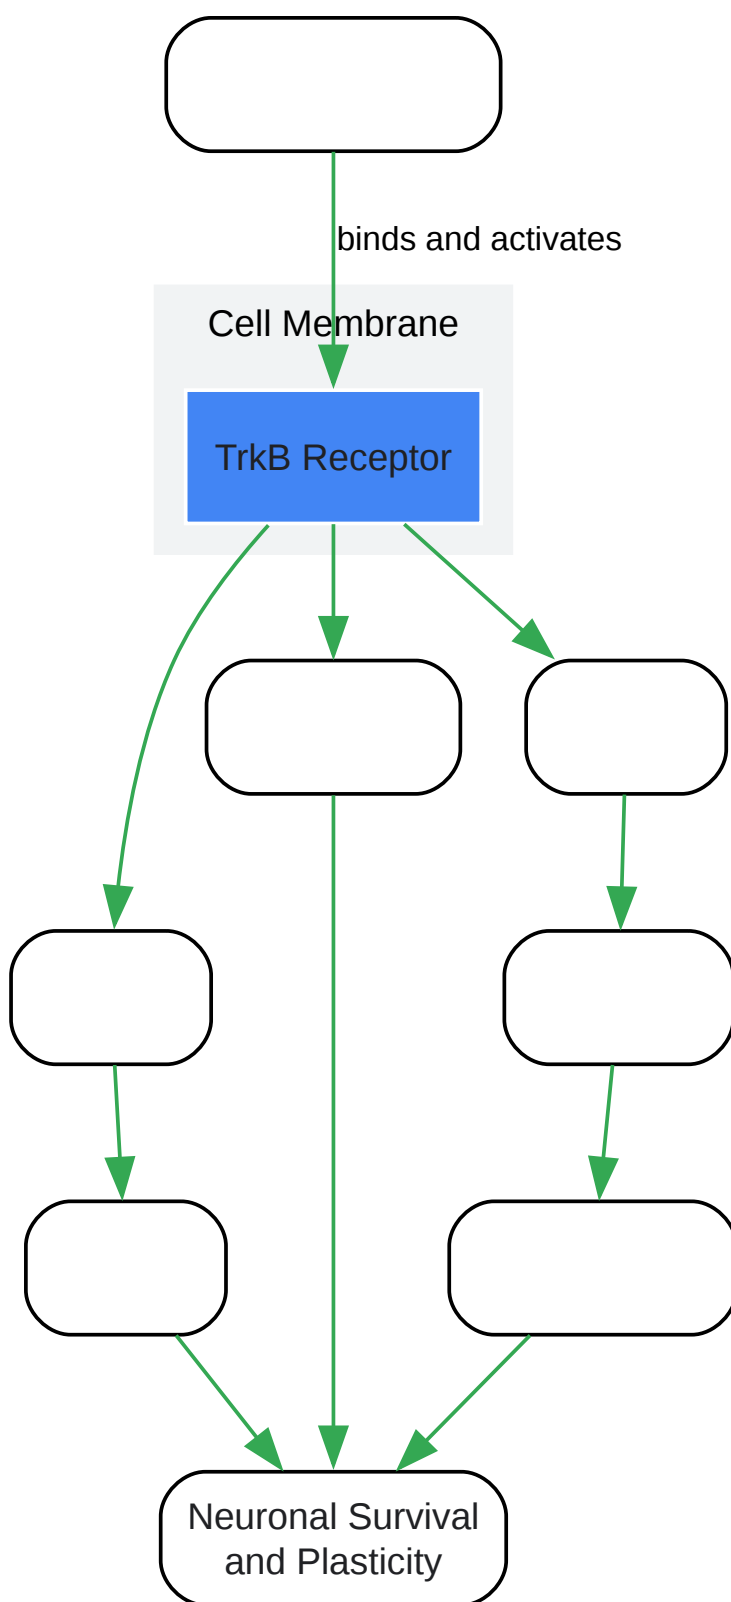 binds and activates
Cell Membrane
TrkB Receptor
Neuronal Survival
and Plasticity